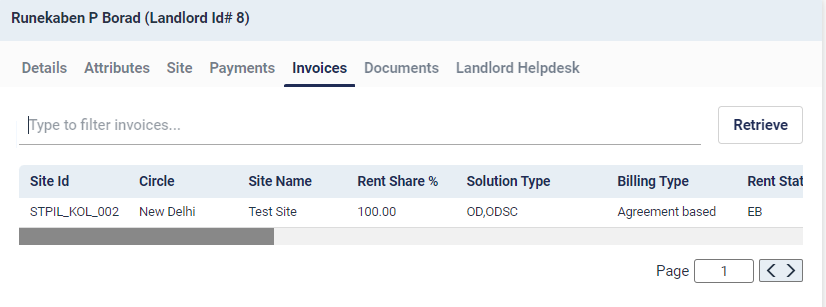 Runekaben P Borad (Landlord Id# 8)
Details Attributes Site Payments Invoices Documents Landlord Helpdesk
Type to filter invoices... Retrieve
Site Id Circle Site Name Rent Share % Solution Type Billing Type Rent Stat
STPIL_KOL_002 New Delhi Test Site 100.00 OD,ODSC Agreement based EB
Page 1